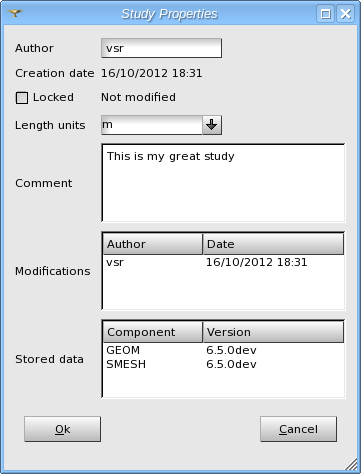 Study Properties
Author vsr
Creation date 16/10/2012 18:31
Locked Not modified
Length units m
Comment This is my great study
Modifications
Author Date
vsr 16/10/2012 18:31
Stored data
Component Version
GEOM 6.5.0dev
SMESH 6.5.0dev
Ok Cancel